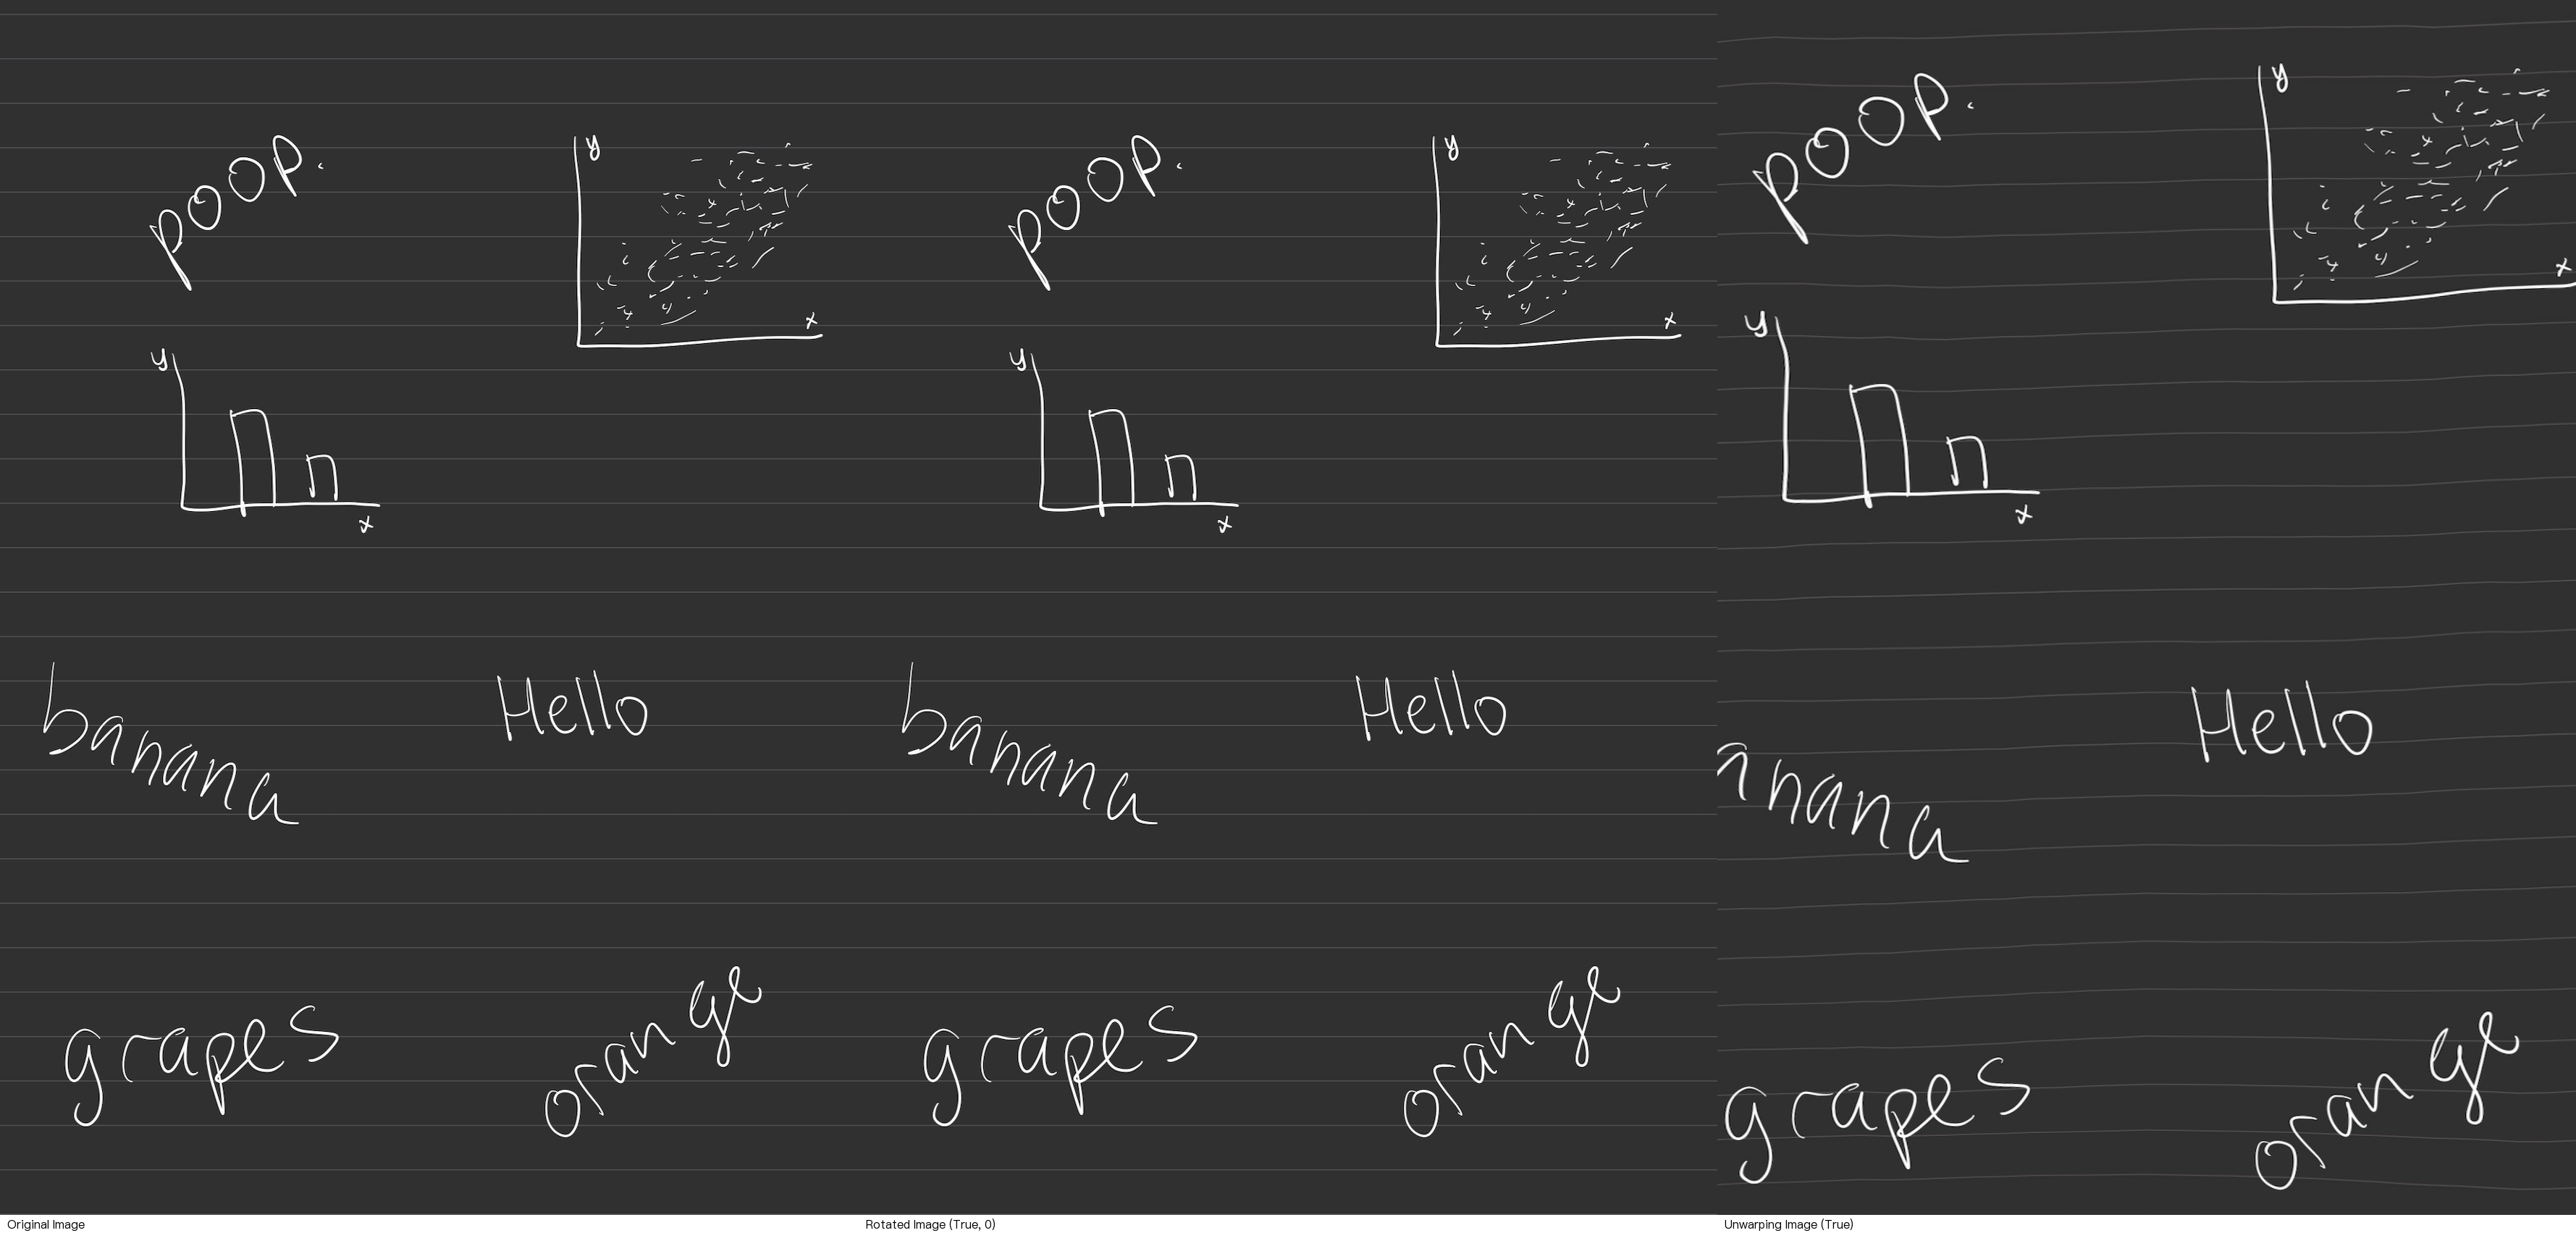 poop.
y
x
y
x
banana
Hello
grapes
orange
poop.
y
x
y
x
banana
Hello
grapes
orange
poop.
y
x
y
x
anana
Hello
grapes
orange
Original Image
Rotated Image (True, 0)
Unwarping Image (True)